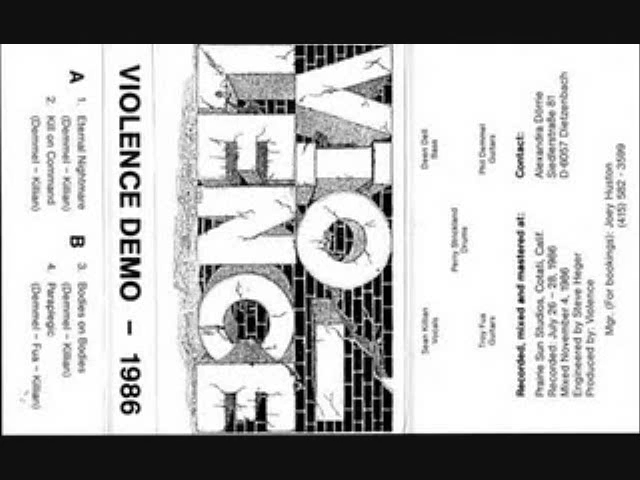 A
1. Eternal Nightmare
(Demmel – Killian)
2. Kill on Command
(Demmel – Killian)
B
3. Bodies on Bodies
(Demmel – Killian)
4. Paraplegic
(Demmel – Fua – Killian)
VIOLENCE DEMO – 1986
VIO-LENCE
Sean Killian
Vocals
Perry Strickland
Drums
Deen Dell
Bass
Troy Fua
Guitars
Phil Demmel
Guitars
Recorded, mixed and mastered at:
Prairie Sun Studios, Cotati, Calif.
Recorded: July 26 – 28, 1986
Mixed November 4, 1986
Engineered by Steve Heger
Produced by: Violence
Contact:
Alexandra Dörrie
Siedlerstraße 81
D-6057 Dietzenbach
Mgr. (For bookings): Joey Huston
(415) 582 - 3599